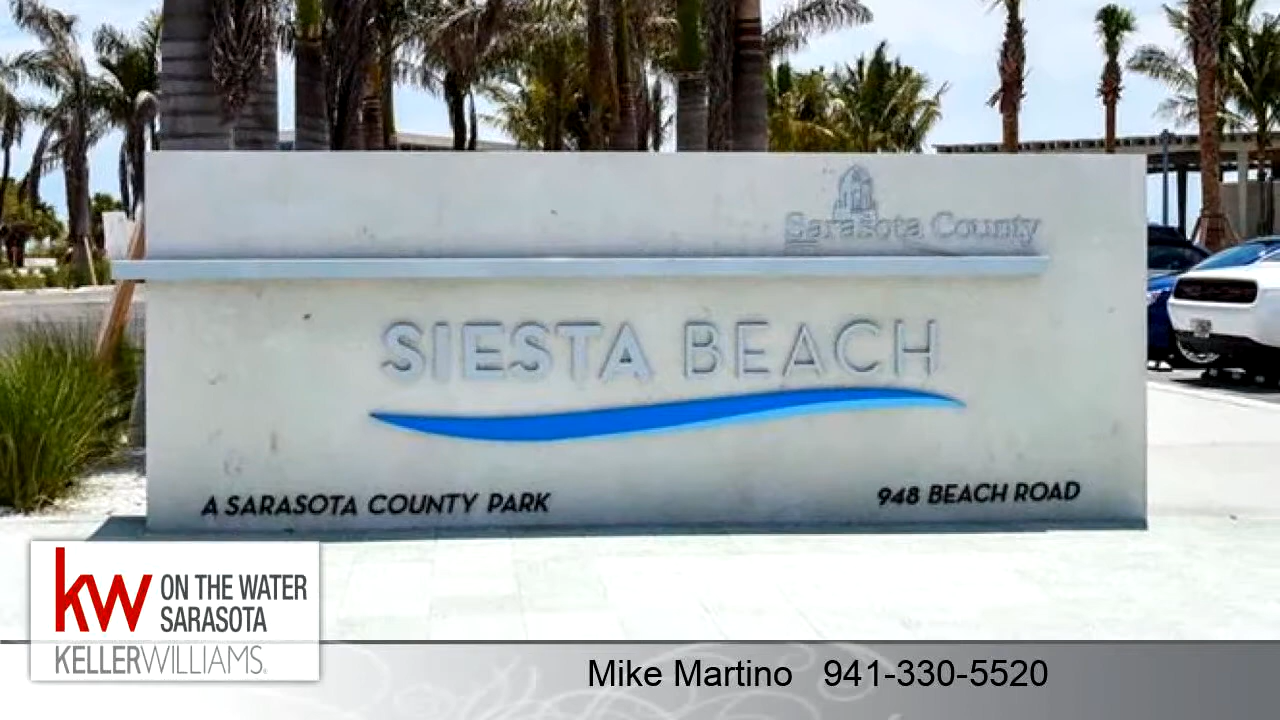 Sarasota County
SIESTA BEACH
A SARASOTA COUNTY PARK
948 BEACH ROAD
kw ON THE WATER
SARASOTA
KELLERWILLIAMS®
Mike Martino 941-330-5520